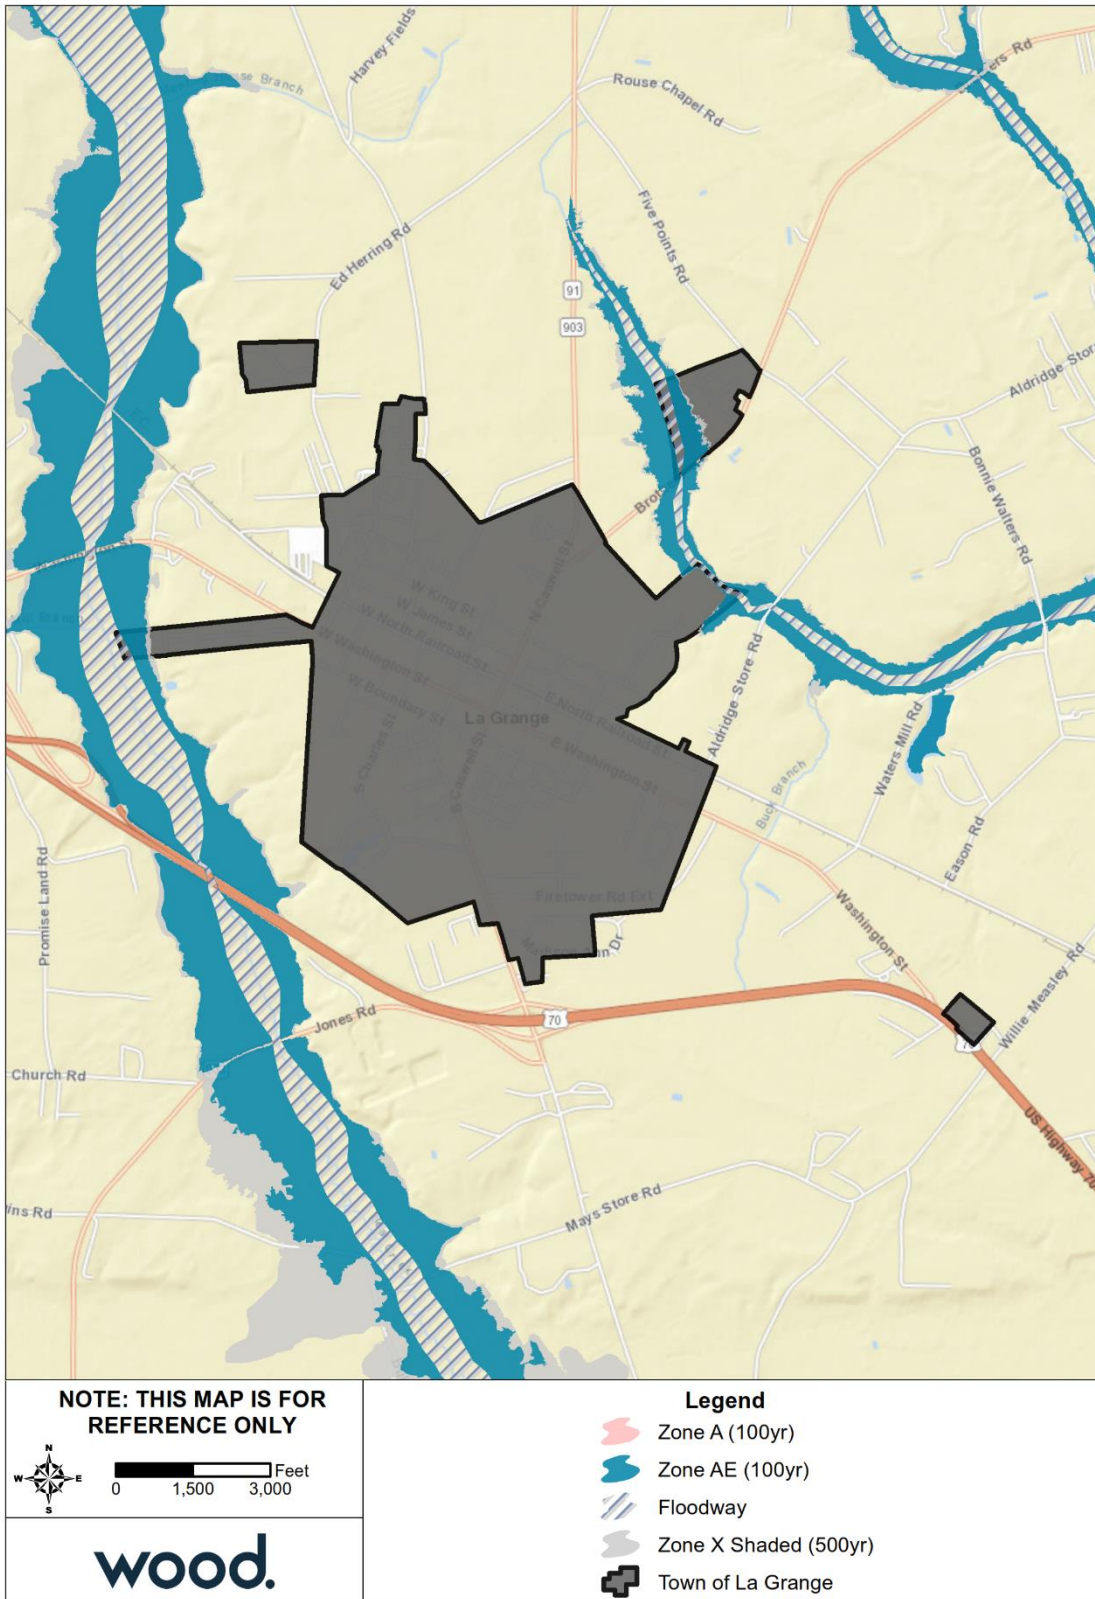 Harvey Fields
Rouse Chapel Rd
Five Points Rd
Ed Herring Rd
91
903
Aldridge Store
Bonnie Walters Rd
W King St
W James St
W North Railroad St
W Washington St
W Boundary St
N Caswell St
La Grange
E North Railroad St
E Washington St
S Charles St
S Caswell St
Aldridge Store Rd
Waters Mill Rd
Buck Branch
Eason Rd
Firetower Rd Ext
Promise Land Rd
Washington St
Willie Measley Rd
Jones Rd
70
70
Church Rd
US Highway 70
Mays Store Rd
ins Rd
NOTE: THIS MAP IS FOR
REFERENCE ONLY
N
W E
S
Feet
0 1,500 3,000
wood.
Legend
Zone A (100yr)
Zone AE (100yr)
Floodway
Zone X Shaded (500yr)
Town of La Grange